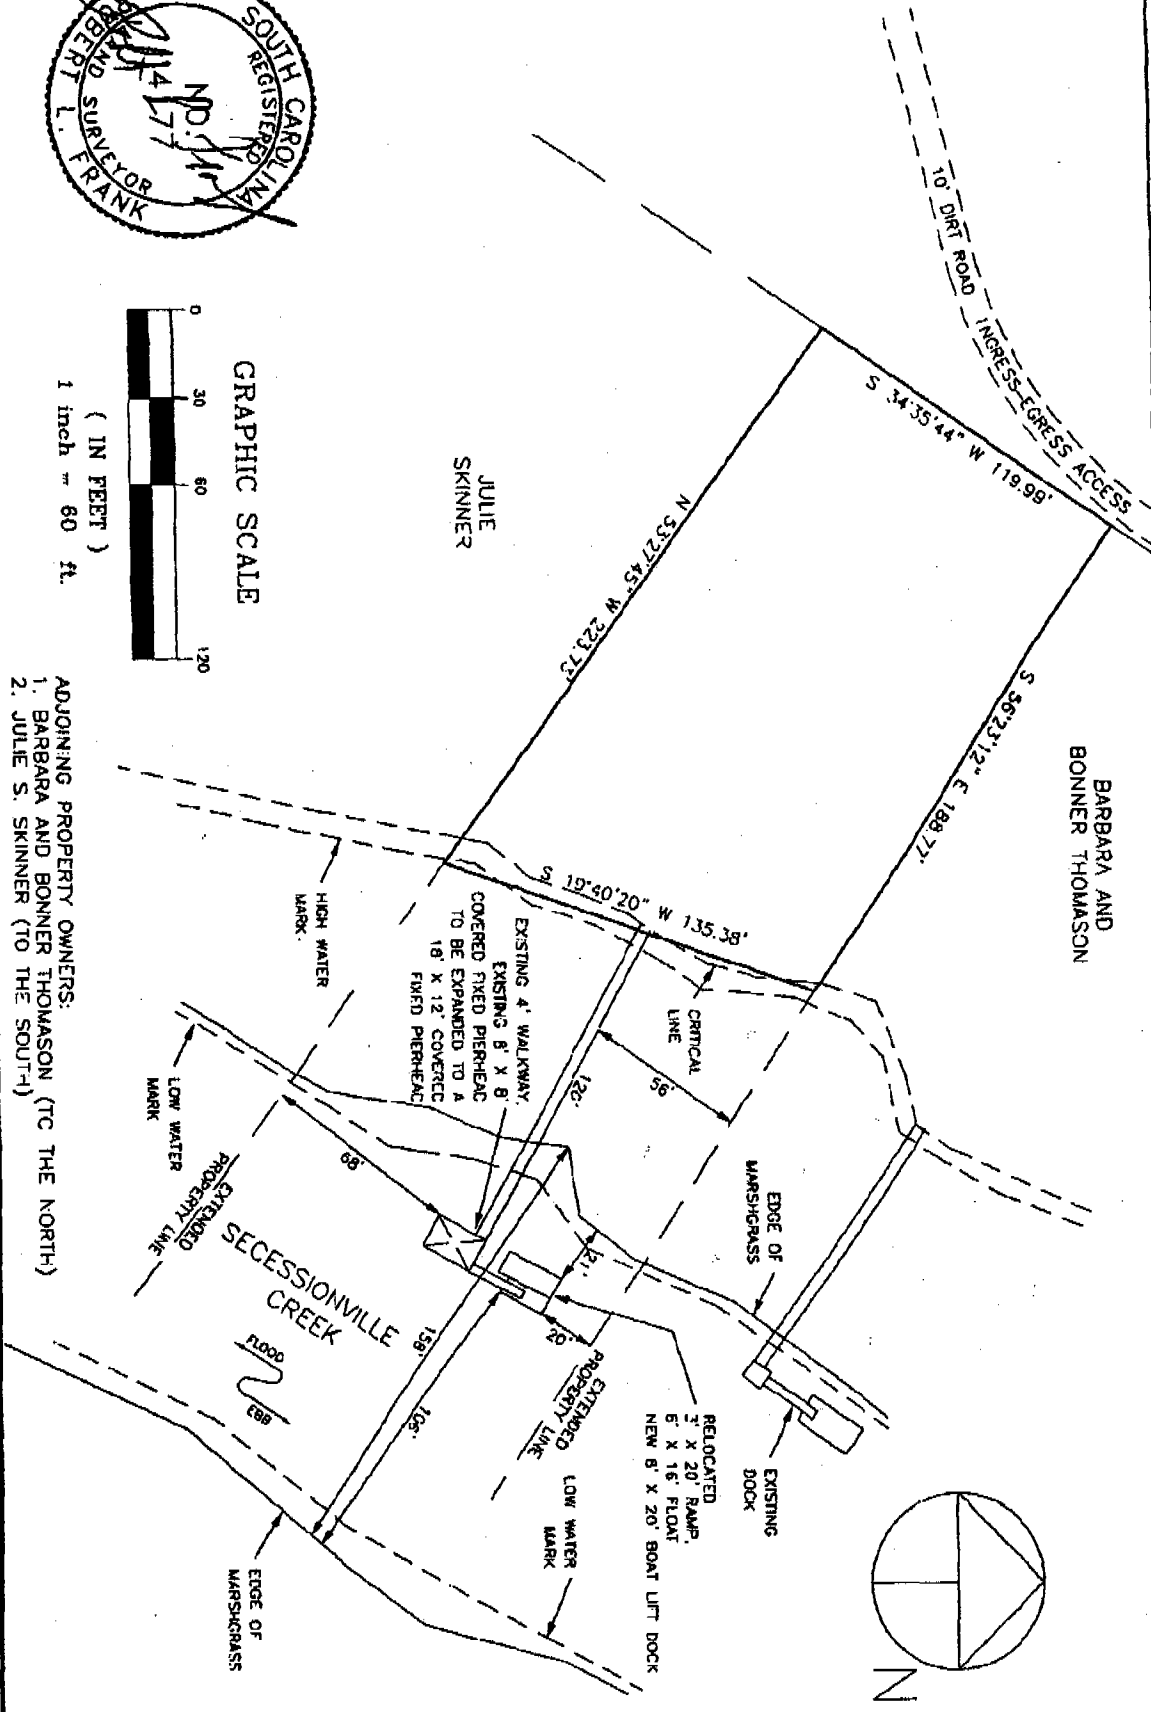 SOUTH CAROLINA
REGISTERED
LAND SURVEYOR
ROBERT L. FRANK
NO.
GRAPHIC SCALE
0 30 60 120
( IN FEET )
1 inch = 60 ft.
10' DIRT ROAD INGRESS-EGRESS ACCESS
S 34°35'44" W 119.99'
BARBARA AND
BONNER THOMASON
S 56°23'12" E 188.77'
JULIE
SKINNER
N 53°27'45" W 223.73'
S 19°40'20" W 135.38'
HIGH WATER
MARK.
CRITICAL
LINE
EXISTING 4' WALKWAY,
EXISTING 8' X 8'
COVERED FIXED PIERHEAD
TO BE EXPANDED TO A
18' X 12' COVERED
FIXED PIERHEAD
120'
56'
LOW WATER
MARK
68'
EXTENDED
PROPERTY LINE
EDGE OF
MARSHGRASS
21'
20'
EXTENDED
PROPERTY LINE
SECESSIONVILLE
CREEK
FLOOD
EBB
158'
106'
RELOCATED
3' X 20' RAMP,
6' X 16' FLOAT
NEW 8' X 20' BOAT LIFT DOCK
EXISTING
DOCK
LOW WATER
MARK
EDGE OF
MARSHGRASS
N
ADJOINING PROPERTY OWNERS:
1. BARBARA AND BONNER THOMASON (TO THE NORTH)
2. JULIE S. SKINNER (TO THE SOUTH)